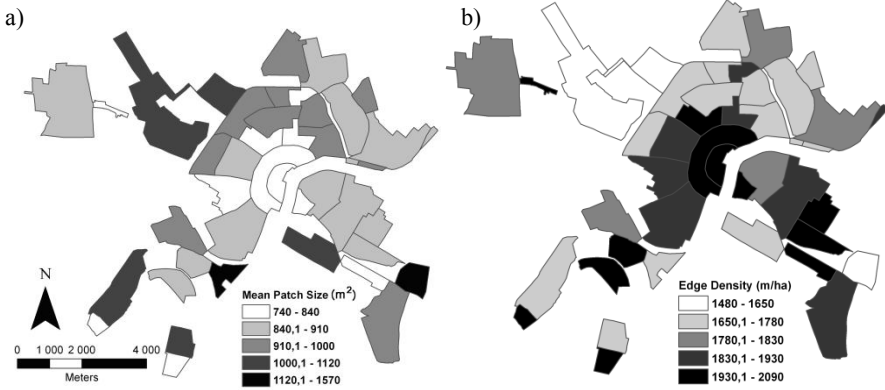 a)
b)
N
0 1 000 2 000 4 000
Meters
Mean Patch Size (m²)
740 - 840
840,1 - 910
910,1 - 1000
1000,1 - 1120
1120,1 - 1570
Edge Density (m/ha)
1480 - 1650
1650,1 - 1780
1780,1 - 1830
1830,1 - 1930
1930,1 - 2090